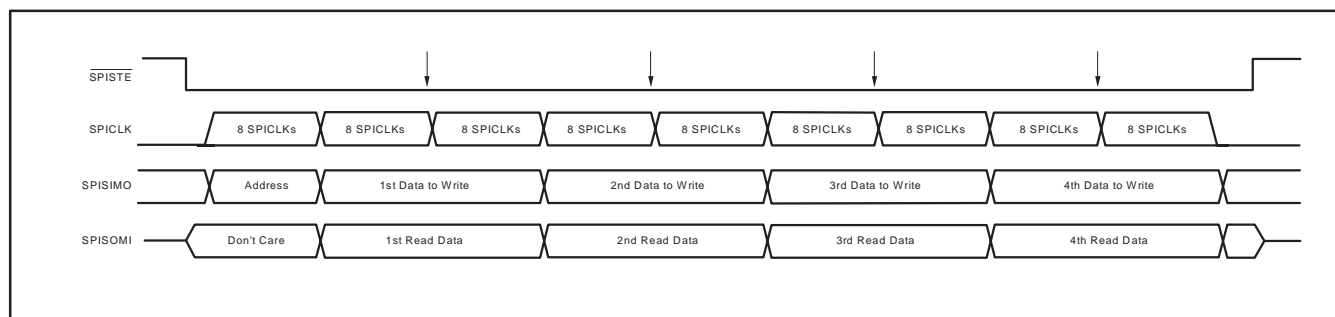 SPISTE
SPICLK 8 SPICLKs 8 SPICLKs 8 SPICLKs 8 SPICLKs 8 SPICLKs 8 SPICLKs 8 SPICLKs 8 SPICLKs 8 SPICLKs
SPISIMO Address 1st Data to Write 2nd Data to Write 3rd Data to Write 4th Data to Write
SPISOMI Don't Care 1st Read Data 2nd Read Data 3rd Read Data 4th Read Data